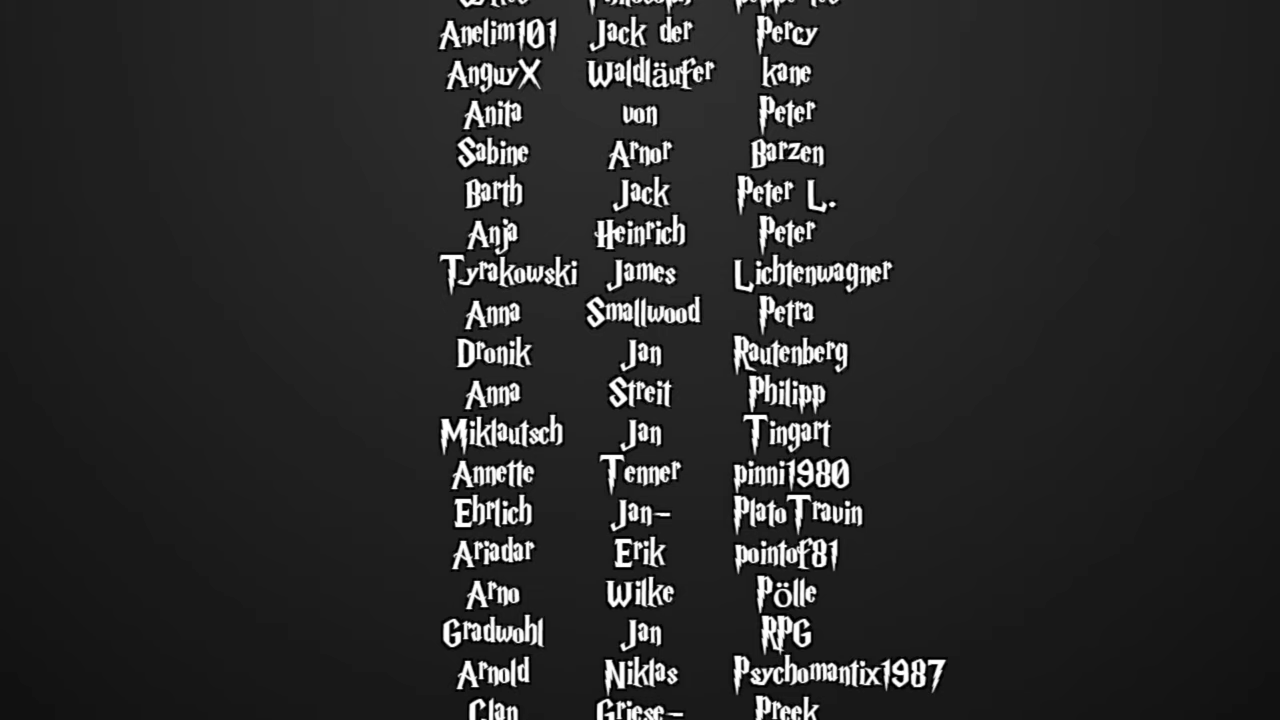 Anelim101 Jack der Percy
AnguyX Waldläufer kane
Anita von Peter
Sabine Arnor Barzen
Barth Jack Peter L.
Anja Heinrich Peter
Tyrakowski James Lichtenwagner
Anna Smallwood Petra
Dronik Jan Rautenberg
Anna Streit Philipp
Miklautsch Jan Tingart
Annette Tenner pinni1980
Ehrlich Jan- PlatoTravin
Ariadar Erik pointof81
Arno Wilke Pölle
Gradwohl Jan RPG
Arnold Niklas Psychomantix1987
Clan Griese- Preek